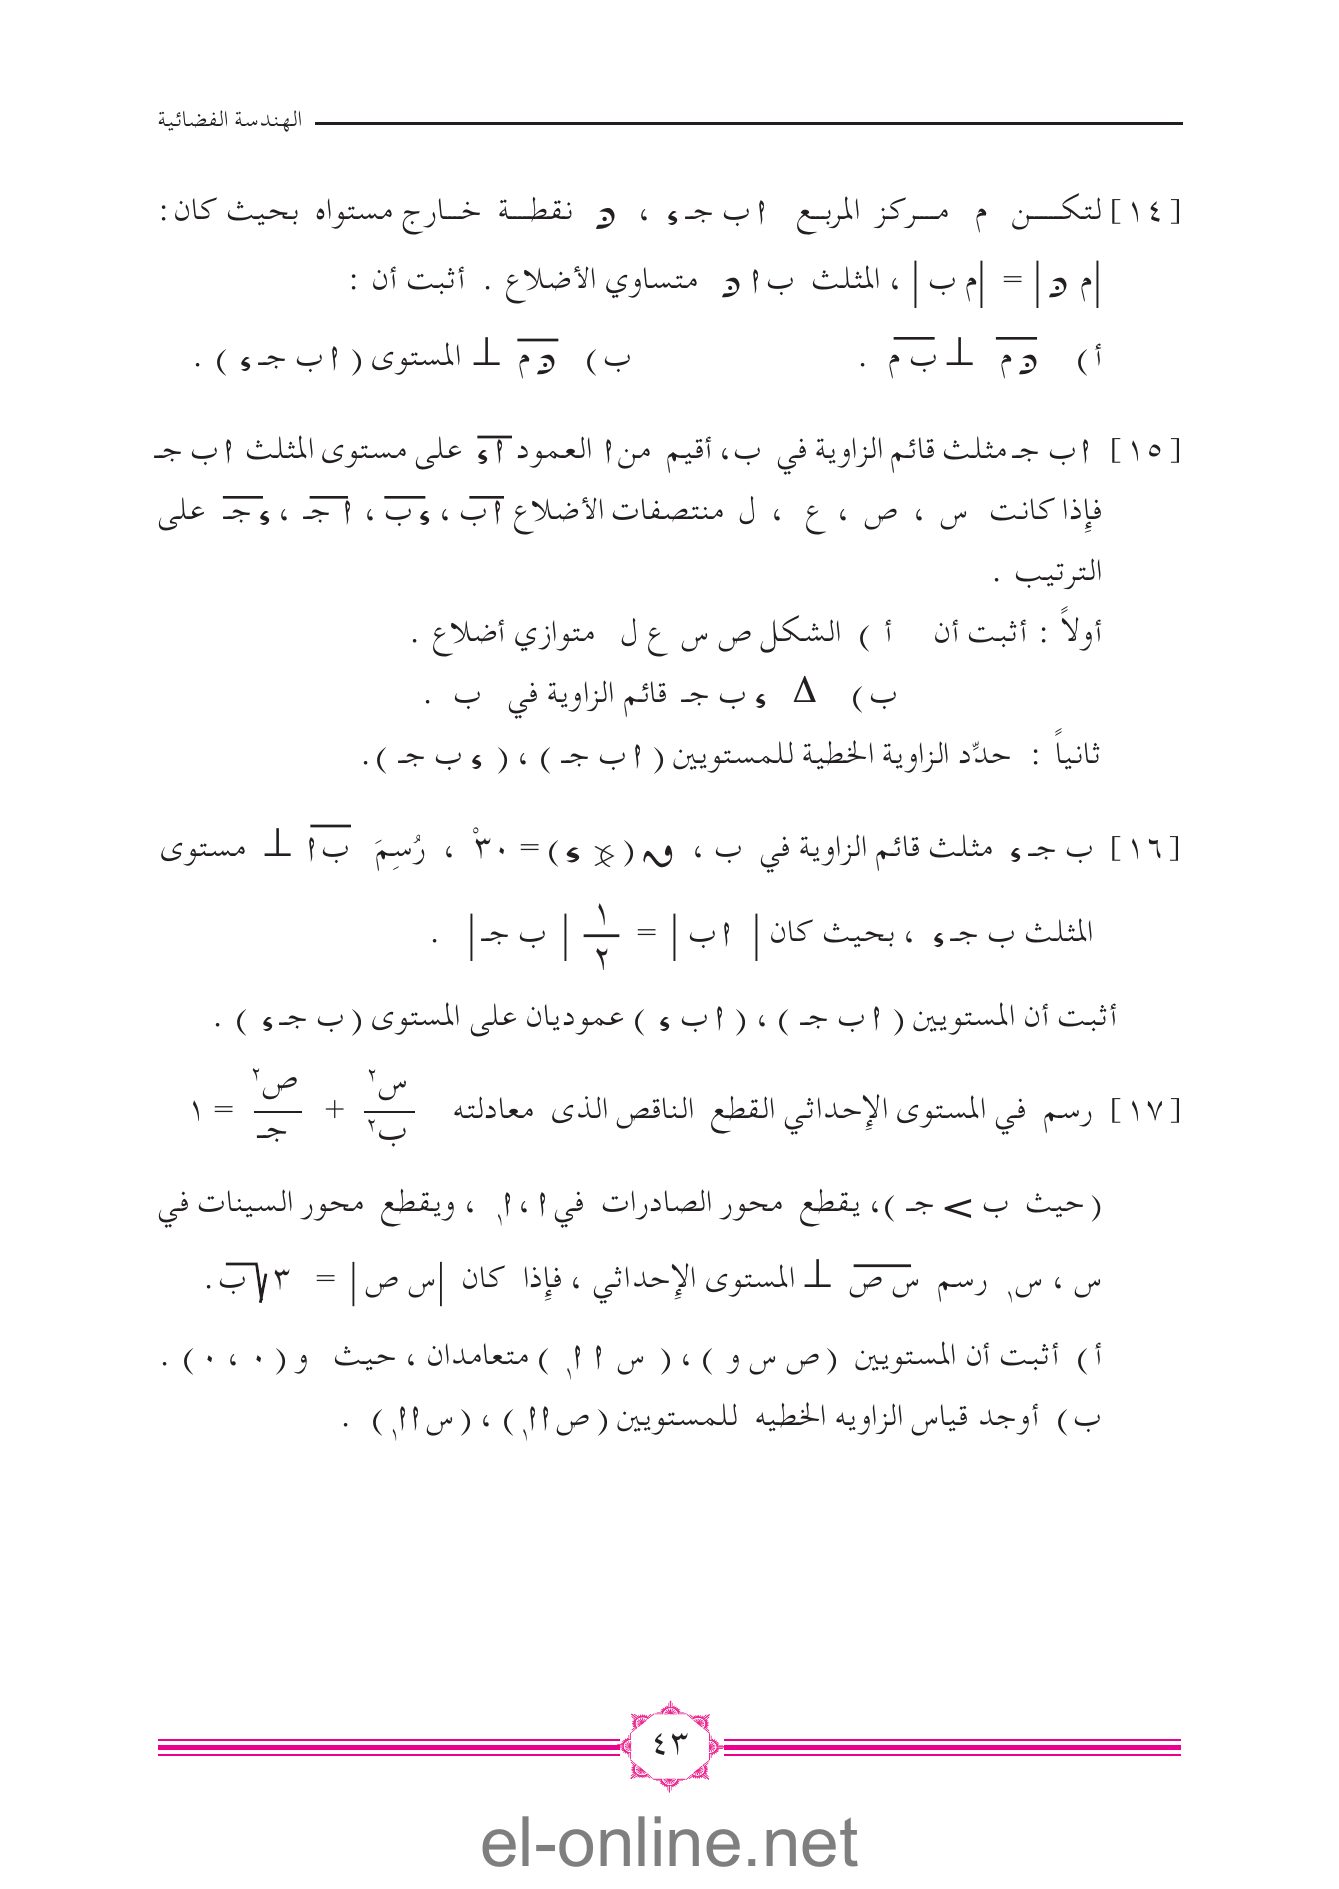 الهندسة الفضائية
[١٤] لتكـــن م مـــركز المربـــع ا ب جـ ء ، ن نقطـــة خـــارج مستواه بحيث كان :
|م ن| = |م ب| ، المثلث ب ا ن متساوي الأضلاع . أثبت أن :
أ ) ن م ⊥ ب م . ب ) ن م ⊥ المستوى ( ا ب جـ ء ) .
[١٥] ا ب جـ مثلث قائم الزاوية في ب، أقيم من ا العمود ا ء على مستوى المثلث ا ب جـ
فإذا كانت س ، ص ، ع ، ل منتصفات الأضلاع ا ب ، ء ب ، ا جـ ، ء جـ على
الترتيب .
أولاً : أثبت أن أ ) الشكل ص س ع ل متوازي أضلاع .
ب ) Δ ء ب جـ قائم الزاوية في ب .
ثانياً : حدِّد الزاوية الخطية للمستويين ( ا ب جـ ) ، ( ء ب جـ ) .
[١٦] ب جـ ء مثلث قائم الزاوية في ب ، ( ء ) = ٣٠° ، رُسِمَ ب ا ⊥ مستوى
المثلث ب جـ ء ، بحيث كان | ا ب | = ١/٢ | ب جـ | .
أثبت أن المستويين ( ا ب جـ ) ، ( ا ب ء ) عموديان على المستوى ( ب جـ ء ) .
[١٧] رسم في المستوى الإحداثي القطع الناقص الذى معادلته س٢/ب٢ + ص٢/جـ = ١
( حيث ب > جـ )، يقطع محور الصادرات في ا ، ا١ ، ويقطع محور السينات في
س ، س١ رسم س ص ⊥ المستوى الإحداثي ، فإذا كان |س ص| = √٣ ب .
أ ) أثبت أن المستويين ( ص س و ) ، ( س ا ا١ ) متعامدان ، حيث و ( ٠ ، ٠ ) .
ب ) أوجد قياس الزاويه الخطيه للمستويين ( ص ا ا١ ) ، ( س ا ا١ ) .
٤٣
el-online.net